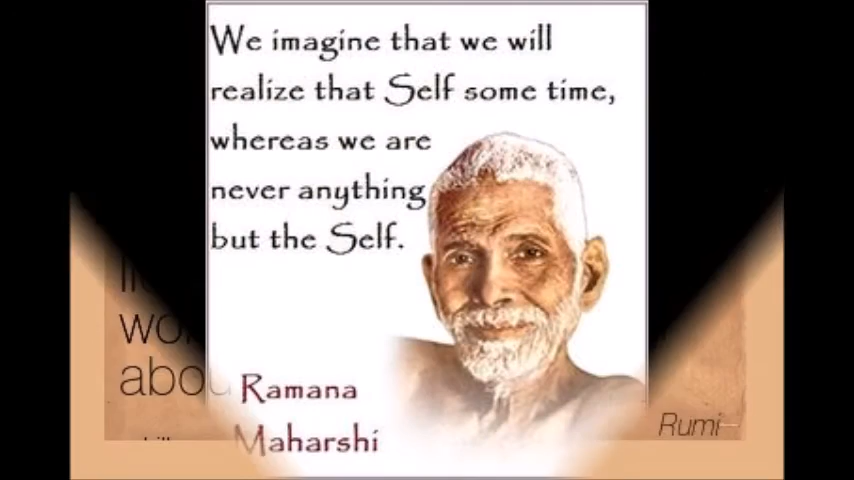 We imagine that we will
realize that Self some time,
whereas we are
never anything
but the Self.
Ramana
Maharshi
Rumi